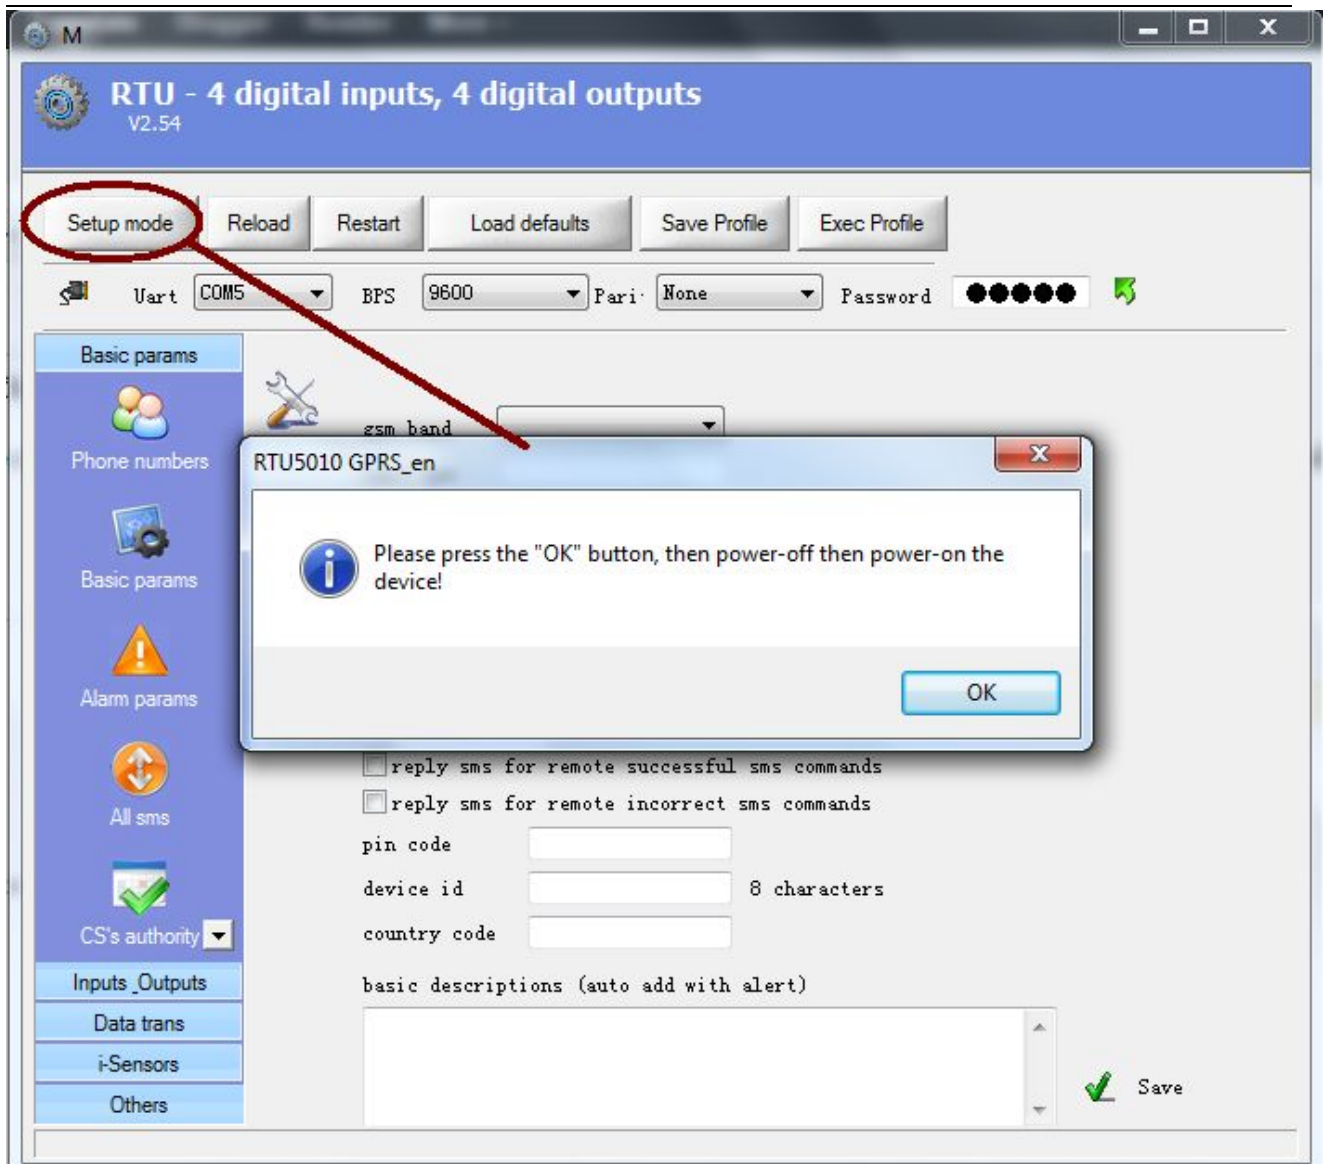 M
RTU - 4 digital inputs, 4 digital outputs
V2.54
Setup mode Reload Restart Load defaults Save Profile Exec Profile
Uart COM5 BPS 9600 Pari None Password
Basic params
gsm band
Phone numbers
RTU5010 GPRS_en
Please press the "OK" button, then power-off then power-on the
device!
Basic params
OK
Alarm params
reply sms for remote successful sms commands
reply sms for remote incorrect sms commands
All sms
pin code
device id 8 characters
CS's authority
country code
Inputs_Outputs
basic descriptions (auto add with alert)
Data trans
i-Sensors
Save
Others